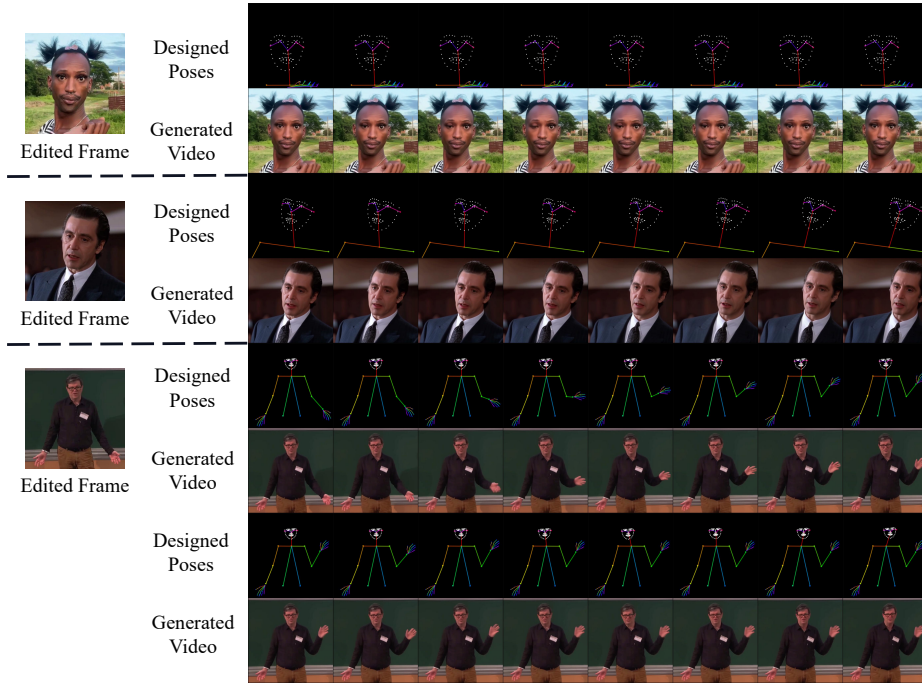 Designed
Poses
Edited Frame
Generated
Video
Designed
Poses
Edited Frame
Generated
Video
Designed
Poses
Edited Frame
Generated
Video
Designed
Poses
Generated
Video